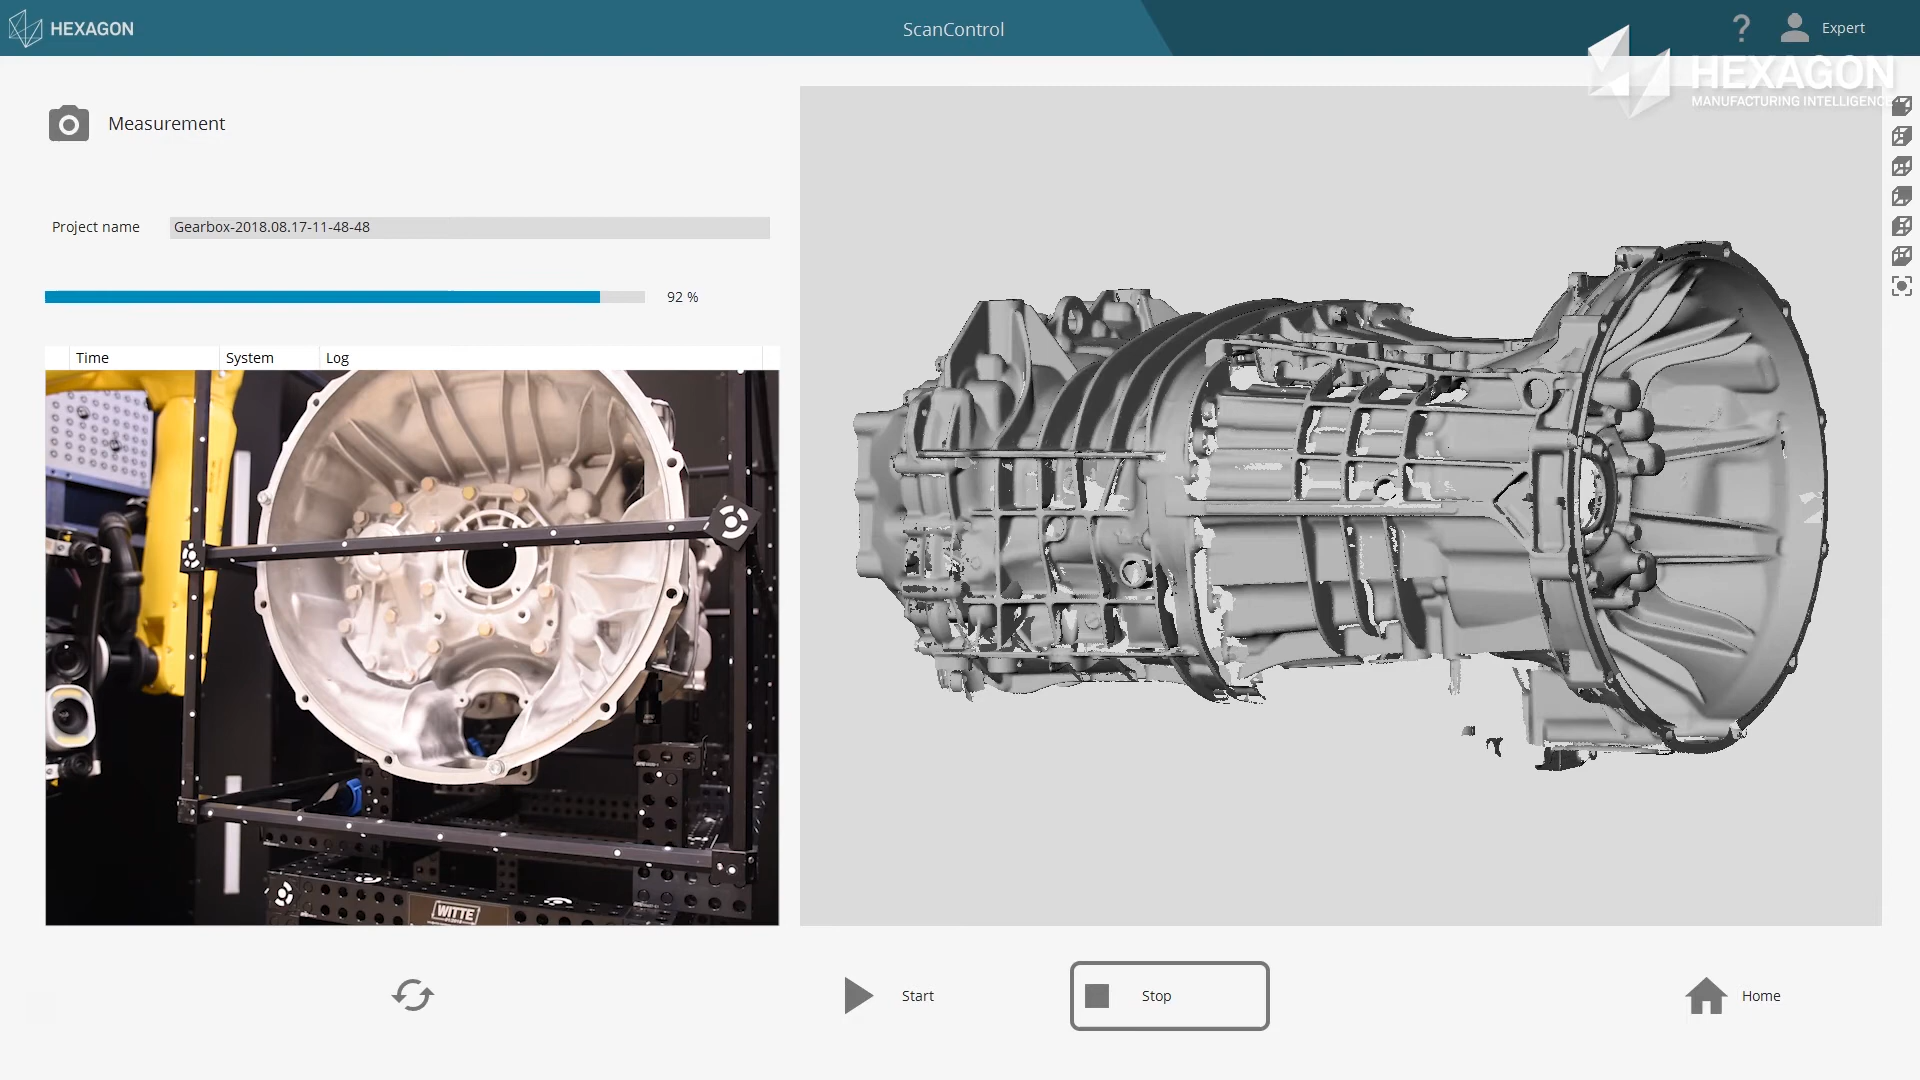 HEXAGON
ScanControl
?
Expert
HEXAGON
MANUFACTURING INTELLIGENCE
Measurement
Project name
Gearbox-2018.08.17-11-48-48
92 %
Time
System
Log
WITTE
Start
Stop
Home